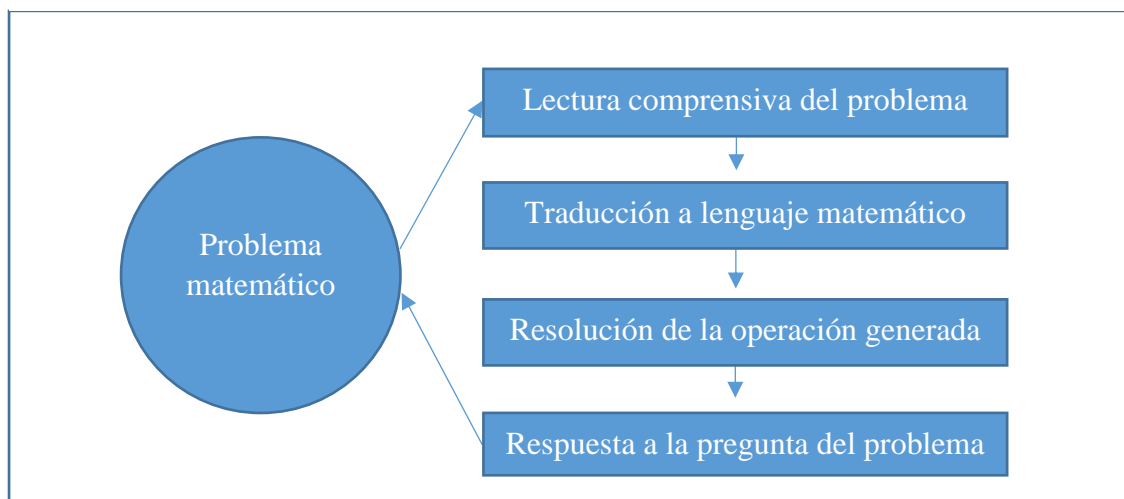 Problema
matemático
Lectura comprensiva del problema
Traducción a lenguaje matemático
Resolución de la operación generada
Respuesta a la pregunta del problema